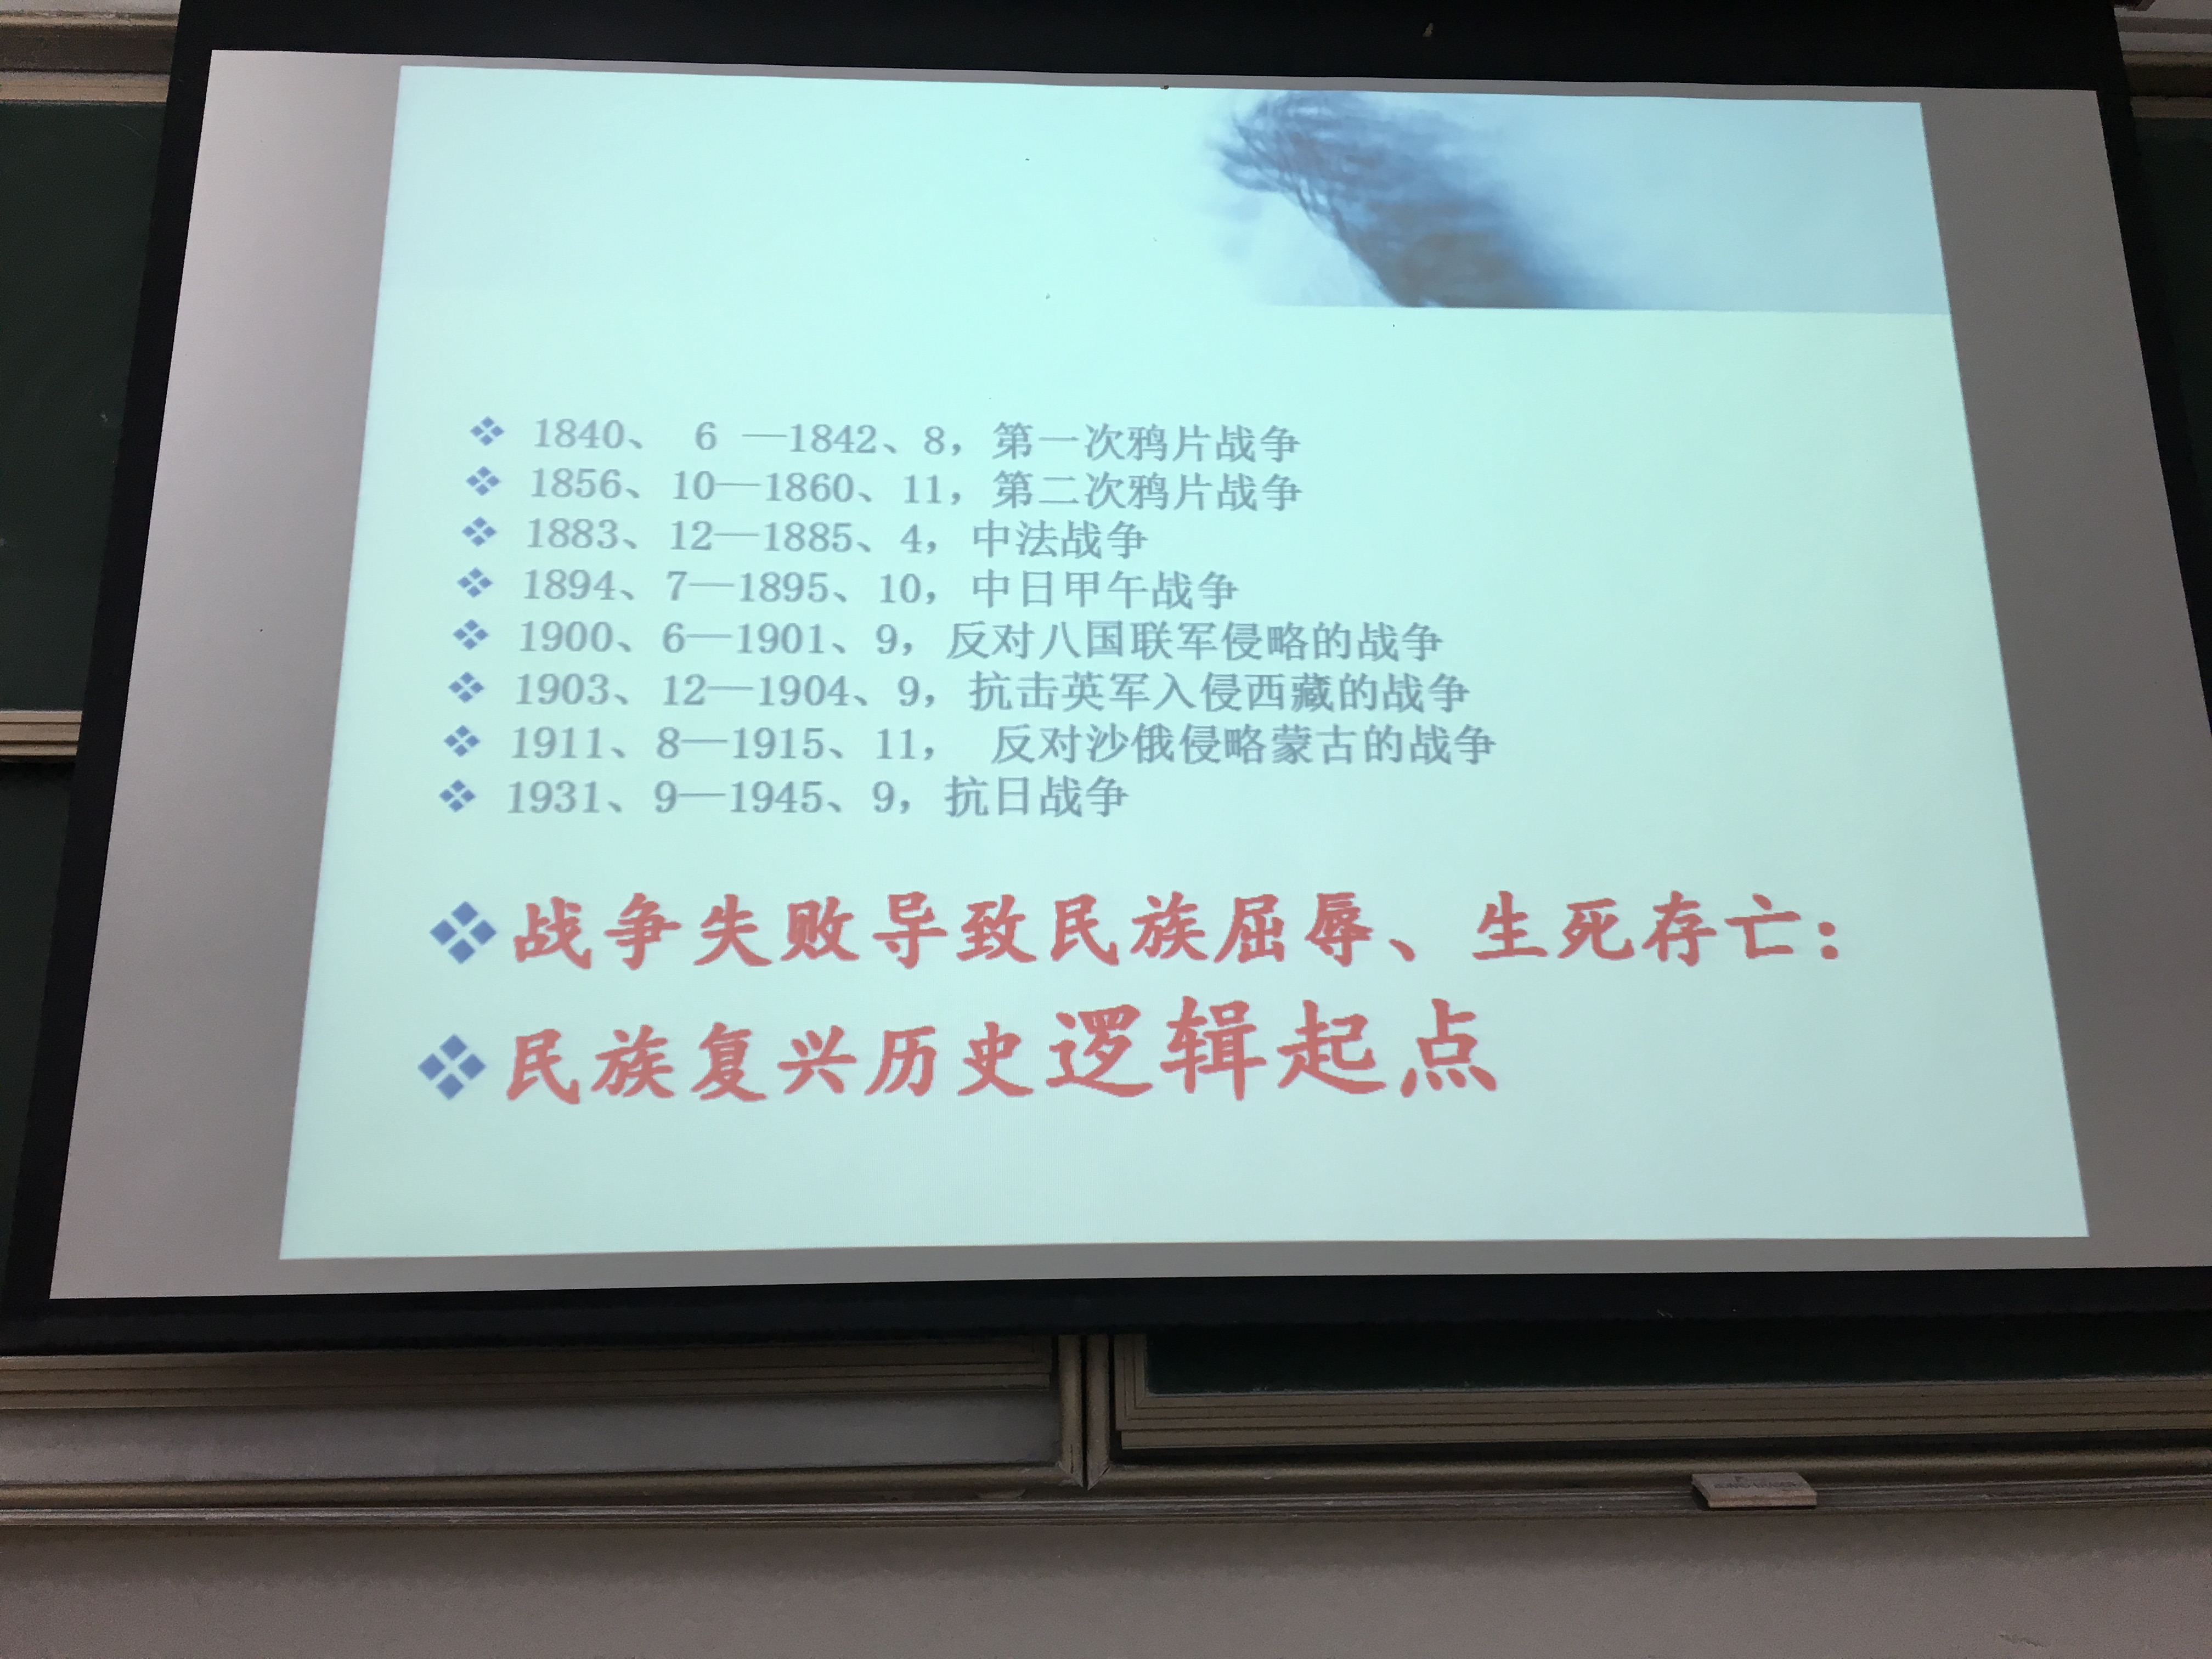 ❖ 1840、 6 —1842、8，第一次鸦片战争
❖ 1856、10—1860、11，第二次鸦片战争
❖ 1883、12—1885、4，中法战争
❖ 1894、7—1895、10，中日甲午战争
❖ 1900、6—1901、9，反对八国联军侵略的战争
❖ 1903、12—1904、9，抗击英军入侵西藏的战争
❖ 1911、8—1915、11， 反对沙俄侵略蒙古的战争
❖ 1931、9—1945、9，抗日战争
❖ 战争失败导致民族屈辱、生死存亡：
❖ 民族复兴历史逻辑起点